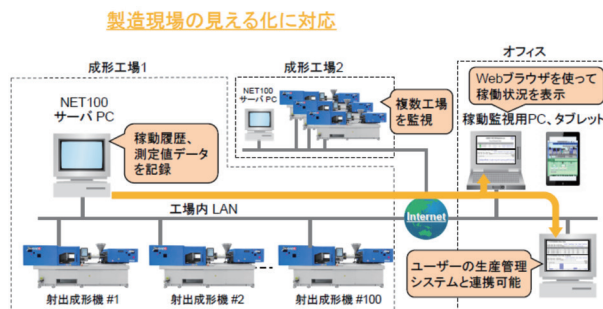 製造現場の見える化に対応
成形工場1
成形工場2
オフィス
NET100
サーバ PC
稼動履歴、
測定値データ
を記録
NET100
サーバ PC
複数工場
を監視
Webブラウザを使って
稼働状況を表示
稼動監視用PC、タブレット
工場内 LAN
Internet
射出成形機 #1
射出成形機 #2
射出成形機 #100
ユーザーの生産管理
システムと連携可能